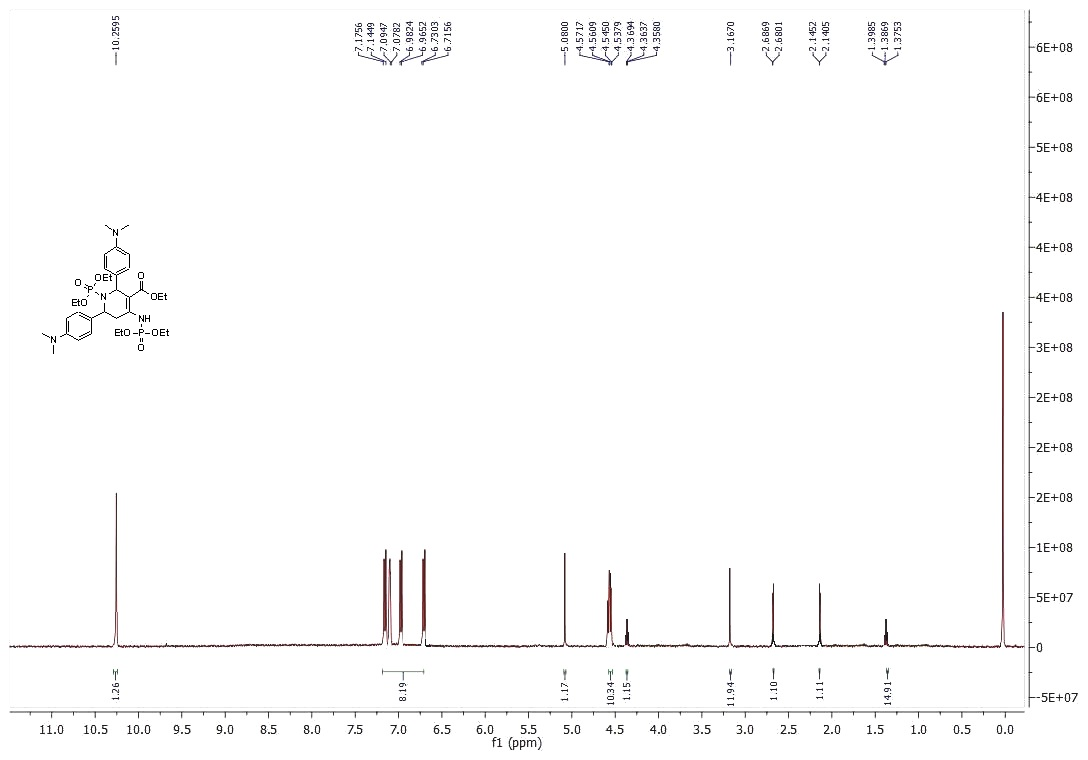 10.2595
7.1756
7.1449
7.0947
7.0782
6.9824
6.9652
6.7303
6.7156
5.0800
4.5717
4.5609
4.5450
4.5379
4.3694
4.3637
4.3580
3.1670
2.6869
2.6801
2.1452
2.1405
1.3985
1.3869
1.3753
6E+08
6E+08
5E+08
4E+08
4E+08
4E+08
3E+08
2E+08
2E+08
2E+08
1E+08
5E+07
0
-5E+07
N
O
OEt
P
EtO
N
O
OEt
NH
EtO
P
OEt
O
N
1.26
8.19
1.17
10.34
1.15
11.94
1.10
1.11
14.91
11.0 10.5 10.0 9.5 9.0 8.5 8.0 7.5 7.0 6.5 6.0 5.5 5.0 4.5 4.0 3.5 3.0 2.5 2.0 1.5 1.0 0.5 0.0
f1 (ppm)